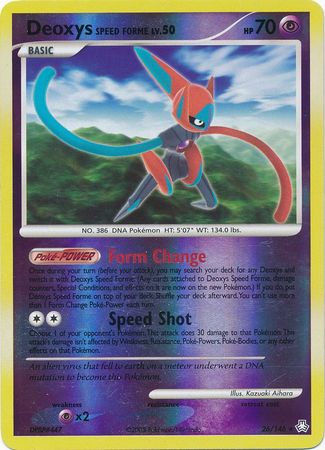 Deoxys SPEED FORME LV.50 HP 70
BASIC
NO. 386 DNA Pokémon HT: 5'07" WT: 134.0 lbs.
Poké-POWER Form Change
Once during your turn (before your attack), you may search your deck for any Deoxys and
switch it with Deoxys Speed Forme. (Any cards attached to Deoxys Speed Forme, damage
counters, Special Conditions, and effects on it are now on the new Pokémon.) If you do, put
Deoxys Speed Forme on top of your deck. Shuffle your deck afterward. You can't use more
than 1 Form Change Poké-Power each turn.
Speed Shot
Choose 1 of your opponent's Pokémon. This attack does 30 damage to that Pokémon. This
attack's damage isn't affected by Weakness, Resistance, Poké-Powers, Poké-Bodies, or any other
effects on that Pokémon.
An alien virus that fell to earth on a meteor underwent a DNA
mutation to become this Pokémon.
Illus. Kazuaki Aihara
weakness resistance retreat cost
x2
DPBP#447
©2008 Pokémon/Nintendo
26/146 ★